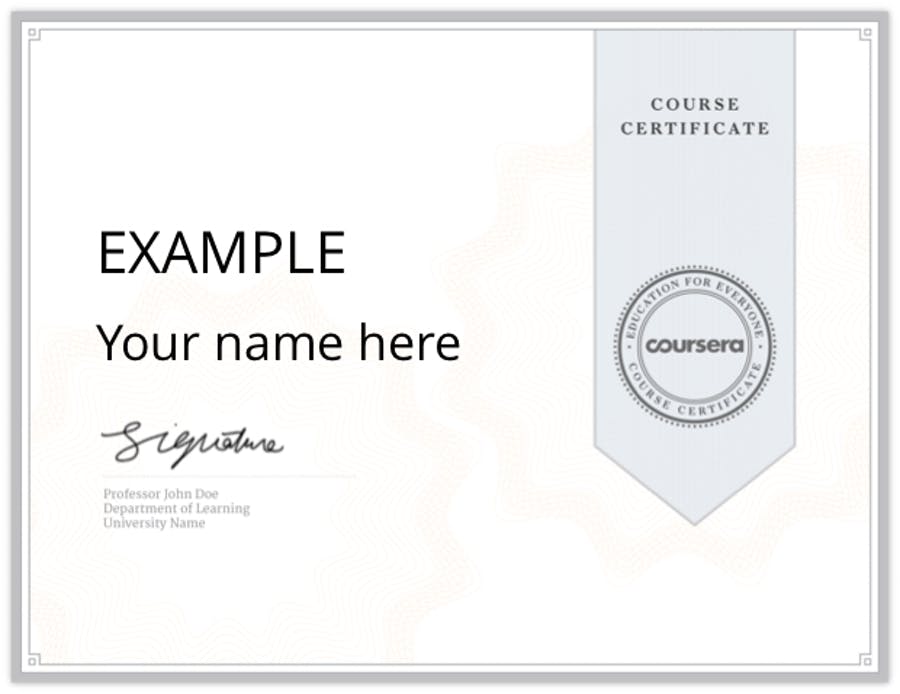 COURSE
CERTIFICATE
EXAMPLE
Your name here
EDUCATION FOR EVERYONE
coursera
COURSE CERTIFICATE
Signature
Professor John Doe
Department of Learning
University Name